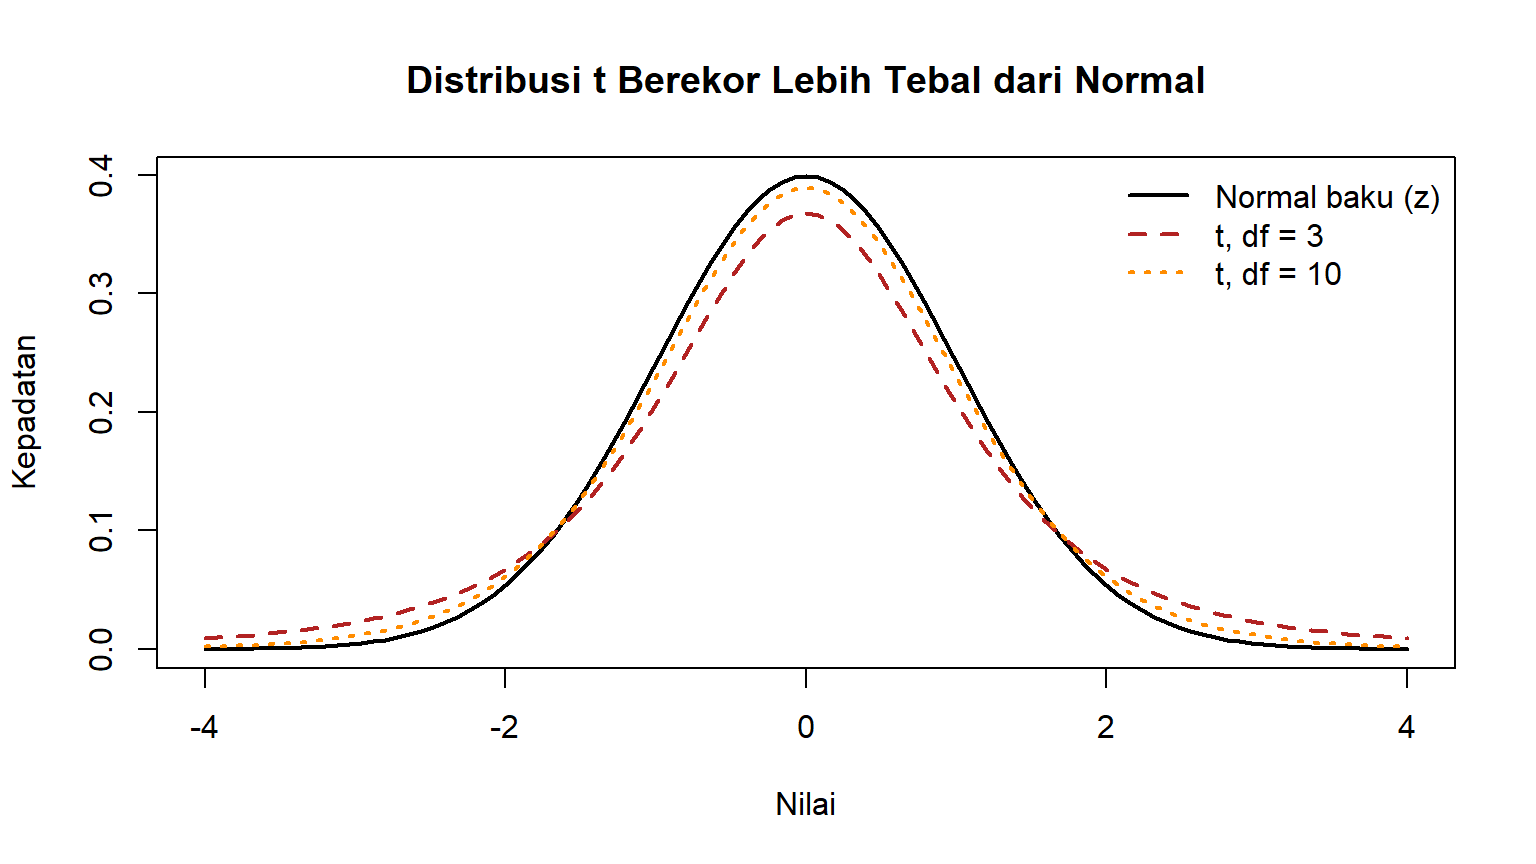 Distribusi t Berekor Lebih Tebal dari Normal
Kepadatan
0.4
0.3
0.2
0.1
0.0
Normal baku (z)
t, df = 3
t, df = 10
-4 -2 0 2 4
Nilai